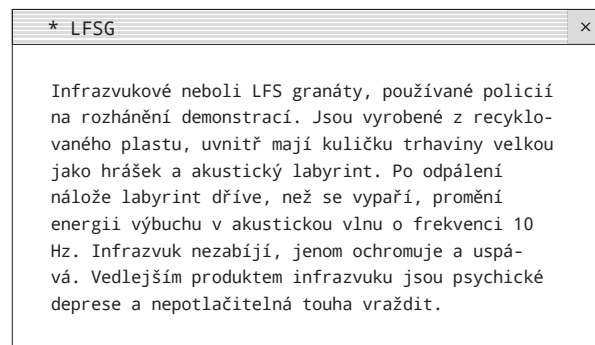 * LFSG ×
Infrazvukové neboli LFS granáty, používané policií
na rozhánění demonstrací. Jsou vyrobené z recyklo-
vaného plastu, uvnitř mají kuličku trhaviny velkou
jako hrášek a akustický labyrint. Po odpálení
nálože labyrint dříve, než se vypaří, promění
energii výbuchu v akustickou vlnu o frekvenci 10
Hz. Infrazvuk nezabíjí, jenom ochromuje a uspá-
vá. Vedlejším produktem infrazvuku jsou psychické
deprese a nepotlačitelná touha vraždit.